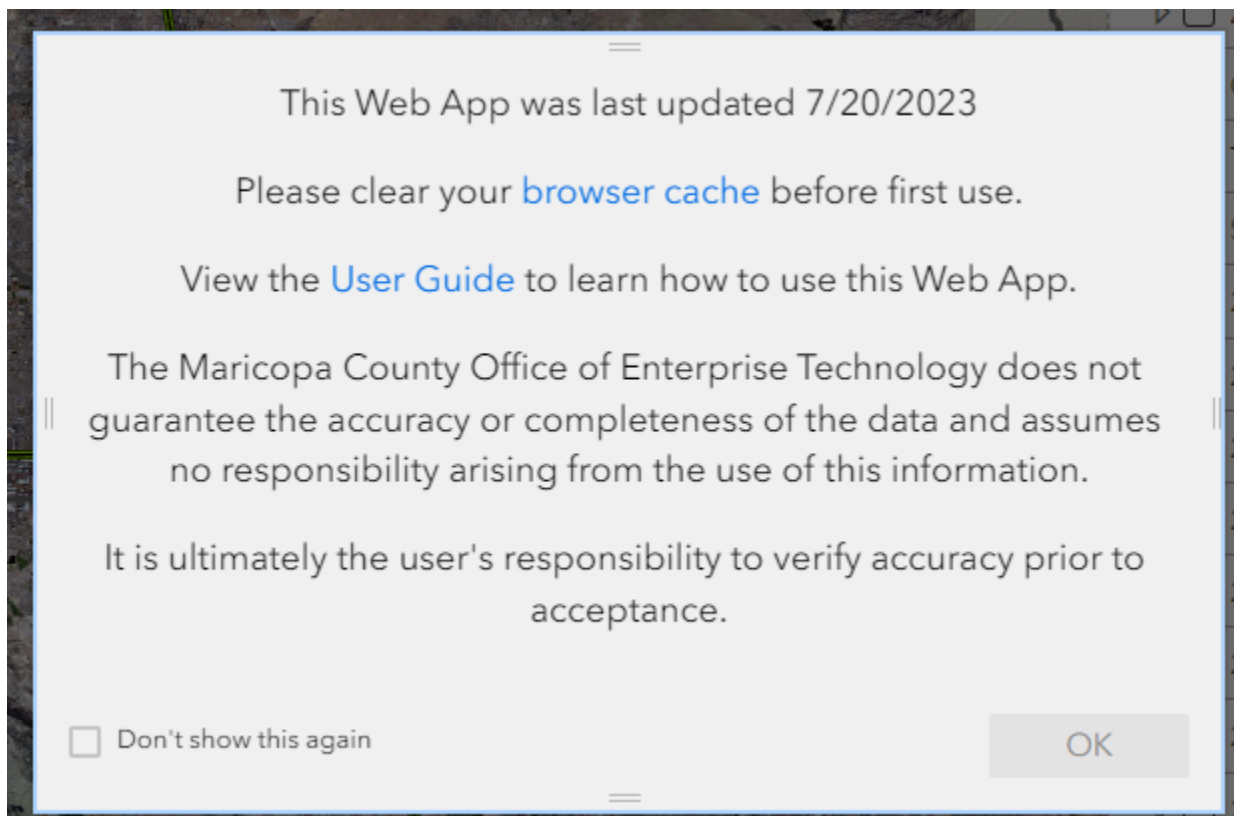 This Web App was last updated 7/20/2023
Please clear your browser cache before first use.
View the User Guide to learn how to use this Web App.
The Maricopa County Office of Enterprise Technology does not
guarantee the accuracy or completeness of the data and assumes
no responsibility arising from the use of this information.
It is ultimately the user's responsibility to verify accuracy prior to
acceptance.
Don't show this again
OK